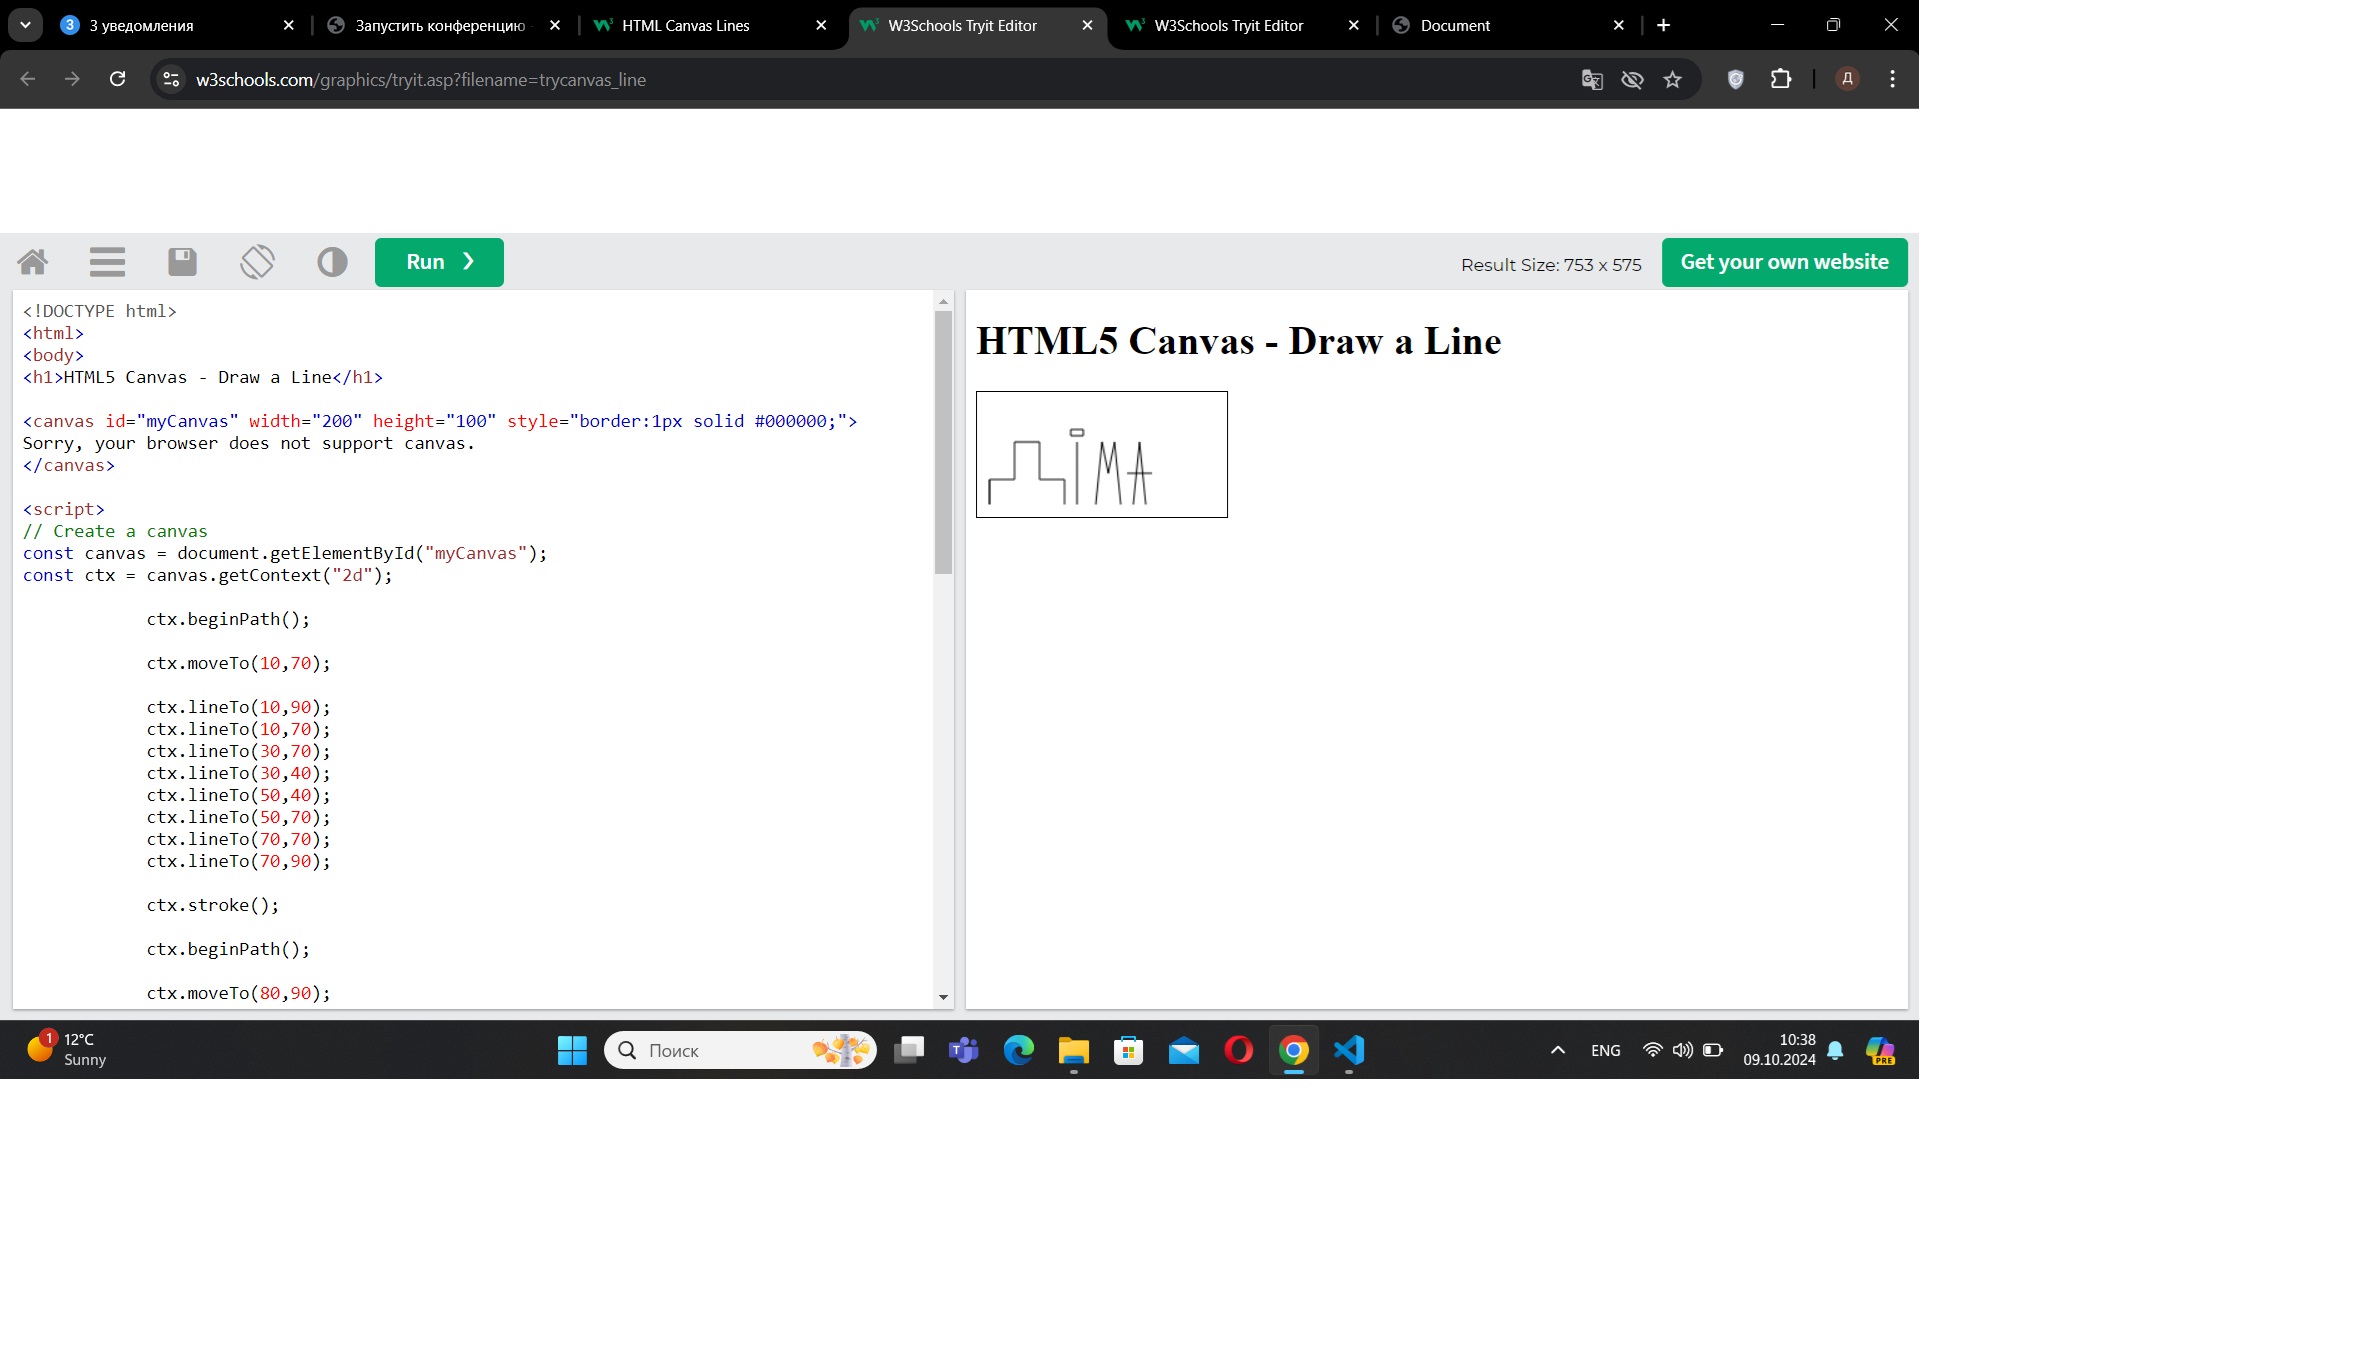 3 3 уведомления
Запустить конференцию
HTML Canvas Lines
W3Schools Tryit Editor
W3Schools Tryit Editor
Document
w3schools.com/graphics/tryit.asp?filename=trycanvas_line
Д
Run ❯
Result Size: 753 x 575
Get your own website
<!DOCTYPE html>
<html>
<body>
<h1>HTML5 Canvas - Draw a Line</h1>
<canvas id="myCanvas" width="200" height="100" style="border:1px solid #000000;">
Sorry, your browser does not support canvas.
</canvas>
<script>
// Create a canvas
const canvas = document.getElementById("myCanvas");
const ctx = canvas.getContext("2d");
ctx.beginPath();
ctx.moveTo(10,70);
ctx.lineTo(10,90);
ctx.lineTo(10,70);
ctx.lineTo(30,70);
ctx.lineTo(30,40);
ctx.lineTo(50,40);
ctx.lineTo(50,70);
ctx.lineTo(70,70);
ctx.lineTo(70,90);
ctx.stroke();
ctx.beginPath();
ctx.moveTo(80,90);
HTML5 Canvas - Draw a Line
ДiMA
1
12°C
Sunny
Поиск
ENG
10:38
09.10.2024
PRE